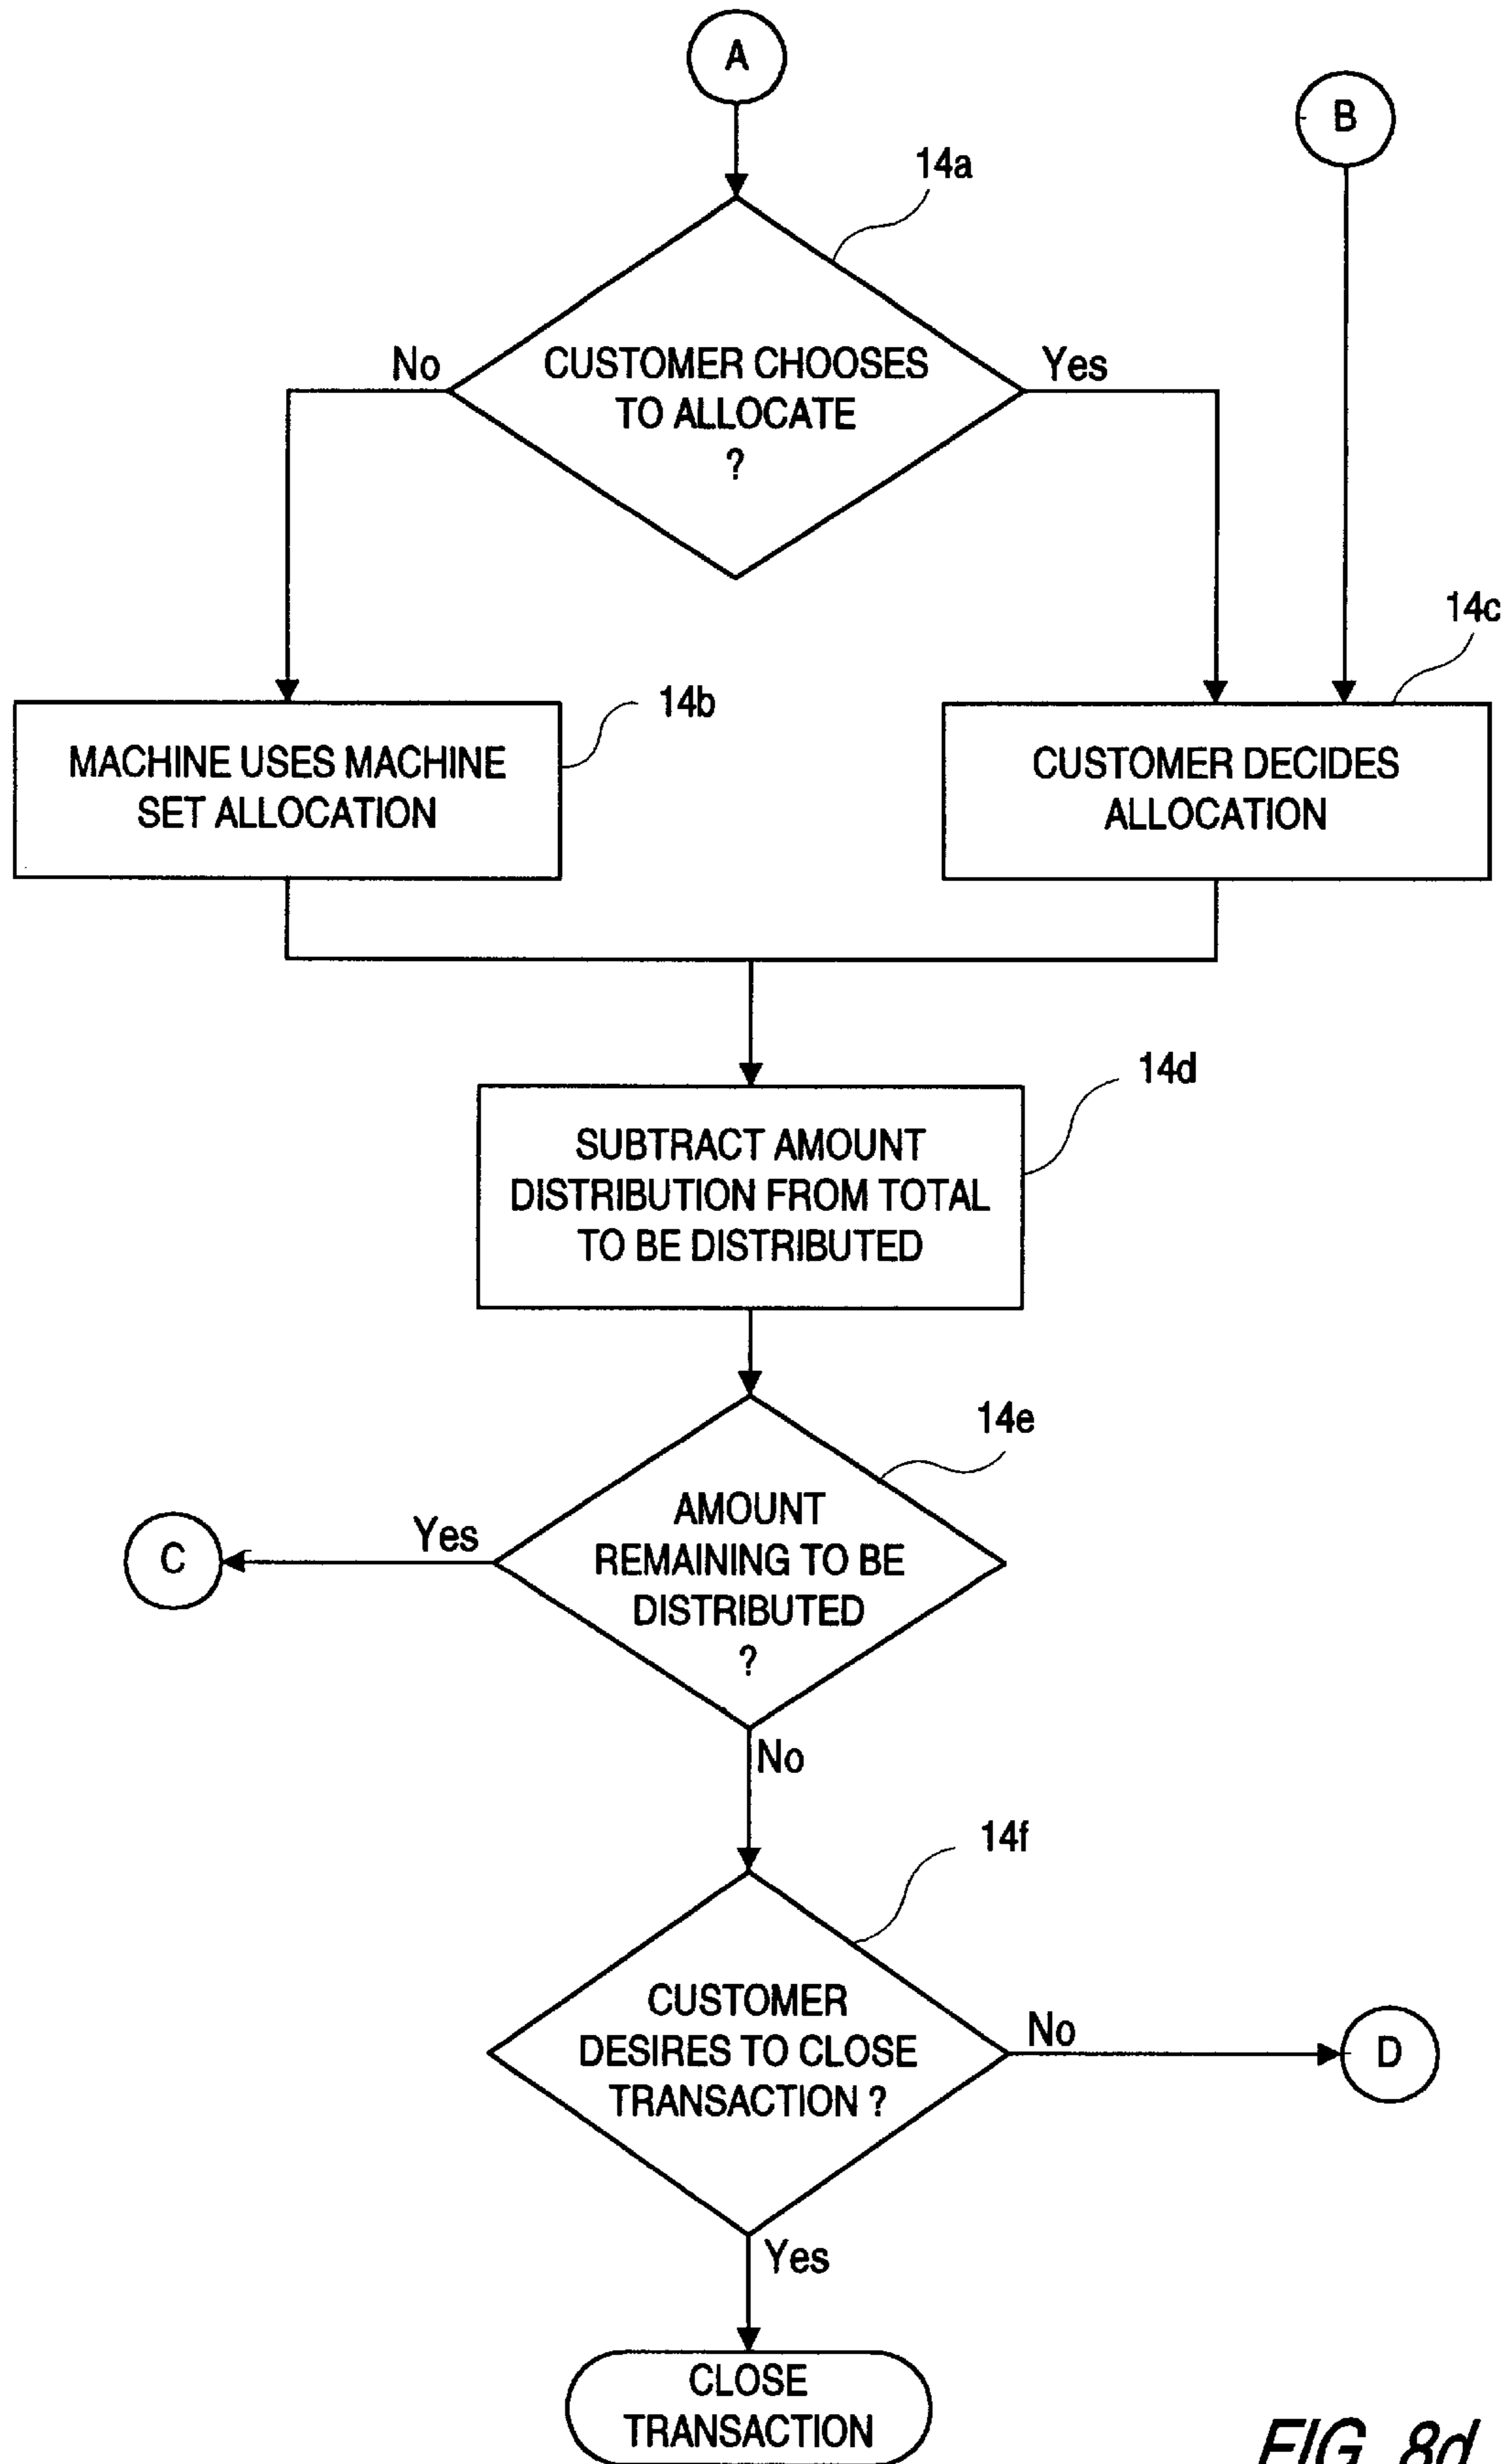 A
B
14a
No
CUSTOMER CHOOSES
TO ALLOCATE
?
Yes
14c
14b
MACHINE USES MACHINE
SET ALLOCATION
CUSTOMER DECIDES
ALLOCATION
14d
SUBTRACT AMOUNT
DISTRIBUTION FROM TOTAL
TO BE DISTRIBUTED
14e
C
Yes
AMOUNT
REMAINING TO BE
DISTRIBUTED
?
No
14f
CUSTOMER
DESIRES TO CLOSE
TRANSACTION ?
No
D
Yes
CLOSE
TRANSACTION
FIG. 8d